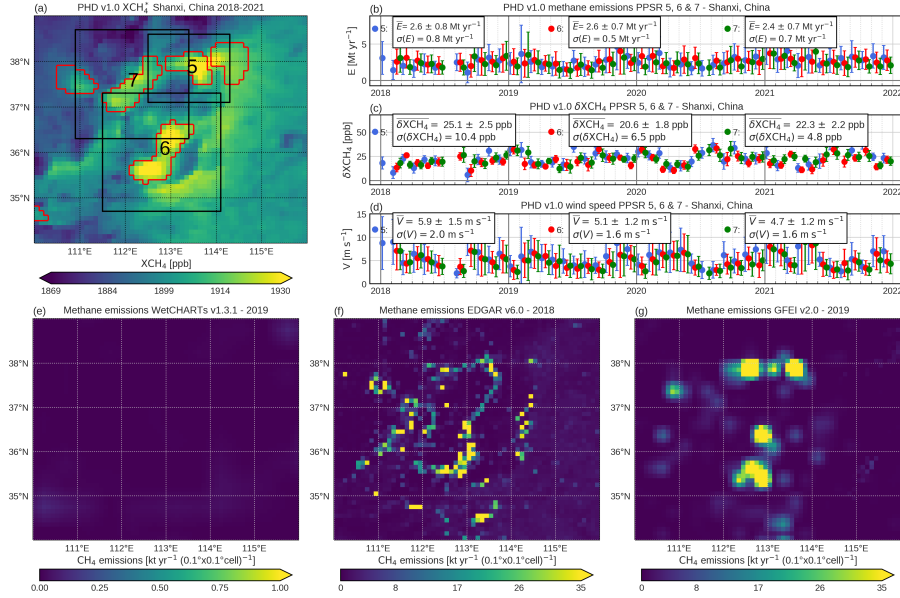 (a) PHD v1.0 XCH₄* Shanxi, China 2018-2021
38°N
37°N
36°N
35°N
5
7
6
111°E 112°E 113°E 114°E 115°E
XCH₄ [ppb]
1869 1884 1899 1914 1930
(b) PHD v1.0 methane emissions PPSR 5, 6 & 7 - Shanxi, China
E [Mt yr⁻¹]
5
0
5: E̅ = 2.6 ± 0.8 Mt yr⁻¹
σ(E) = 0.8 Mt yr⁻¹
6: E̅ = 2.6 ± 0.7 Mt yr⁻¹
σ(E) = 0.5 Mt yr⁻¹
7: E̅ = 2.4 ± 0.7 Mt yr⁻¹
σ(E) = 0.7 Mt yr⁻¹
2018 2019 2020 2021 2022
(c) PHD v1.0 δXCH₄ PPSR 5, 6 & 7 - Shanxi, China
δXCH₄ [ppb]
50
25
0
5: δXCH₄ = 25.1 ± 2.5 ppb
σ(δXCH₄) = 10.4 ppb
6: δXCH₄ = 20.6 ± 1.8 ppb
σ(δXCH₄) = 6.5 ppb
7: δXCH₄ = 22.3 ± 2.2 ppb
σ(δXCH₄) = 4.8 ppb
2018 2019 2020 2021 2022
(d) PHD v1.0 wind speed PPSR 5, 6 & 7 - Shanxi, China
V [m s⁻¹]
15
10
5
0
5: V̅ = 5.9 ± 1.5 m s⁻¹
σ(V) = 2.0 m s⁻¹
6: V̅ = 5.1 ± 1.2 m s⁻¹
σ(V) = 1.6 m s⁻¹
7: V̅ = 4.7 ± 1.2 m s⁻¹
σ(V) = 1.6 m s⁻¹
2018 2019 2020 2021 2022
(e) Methane emissions WetCHARTs v1.3.1 - 2019
38°N
37°N
36°N
35°N
111°E 112°E 113°E 114°E 115°E
CH₄ emissions [kt yr⁻¹ (0.1°x0.1°cell)⁻¹]
0.00 0.25 0.50 0.75 1.00
(f) Methane emissions EDGAR v6.0 - 2018
38°N
37°N
36°N
35°N
111°E 112°E 113°E 114°E 115°E
CH₄ emissions [kt yr⁻¹ (0.1°x0.1°cell)⁻¹]
0 8 17 26 35
(g) Methane emissions GFEI v2.0 - 2019
38°N
37°N
36°N
35°N
111°E 112°E 113°E 114°E 115°E
CH₄ emissions [kt yr⁻¹ (0.1°x0.1°cell)⁻¹]
0 8 17 26 35